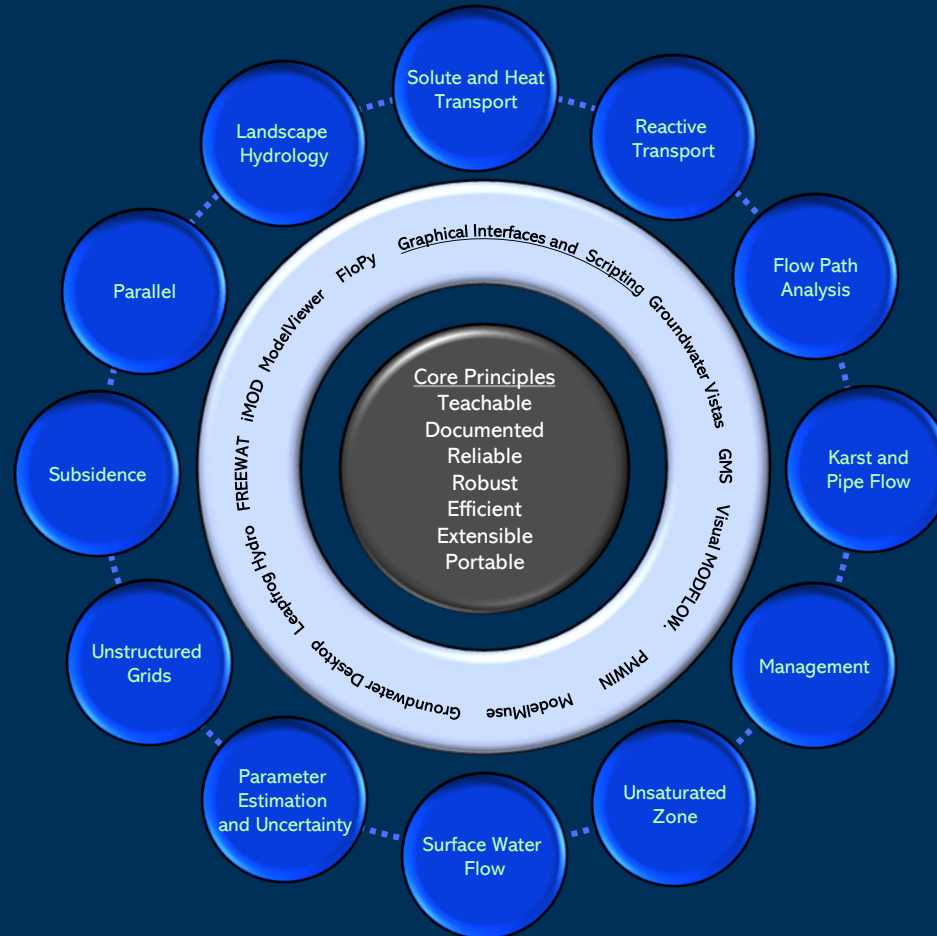 Solute and Heat
Transport
Reactive
Transport
Flow Path
Analysis
Karst and
Pipe Flow
Management
Unsaturated
Zone
Surface Water
Flow
Parameter
Estimation
and Uncertainty
Unstructured
Grids
Subsidence
Parallel
Landscape
Hydrology
Graphical Interfaces and Scripting
Groundwater Vistas
GMS
Visual MODFLOW.
PMWIN
ModelMuse
Groundwater Desktop
Leapfrog Hydro
FREEWAT
iMOD
ModelViewer
FloPy
Core Principles
Teachable
Documented
Reliable
Robust
Efficient
Extensible
Portable